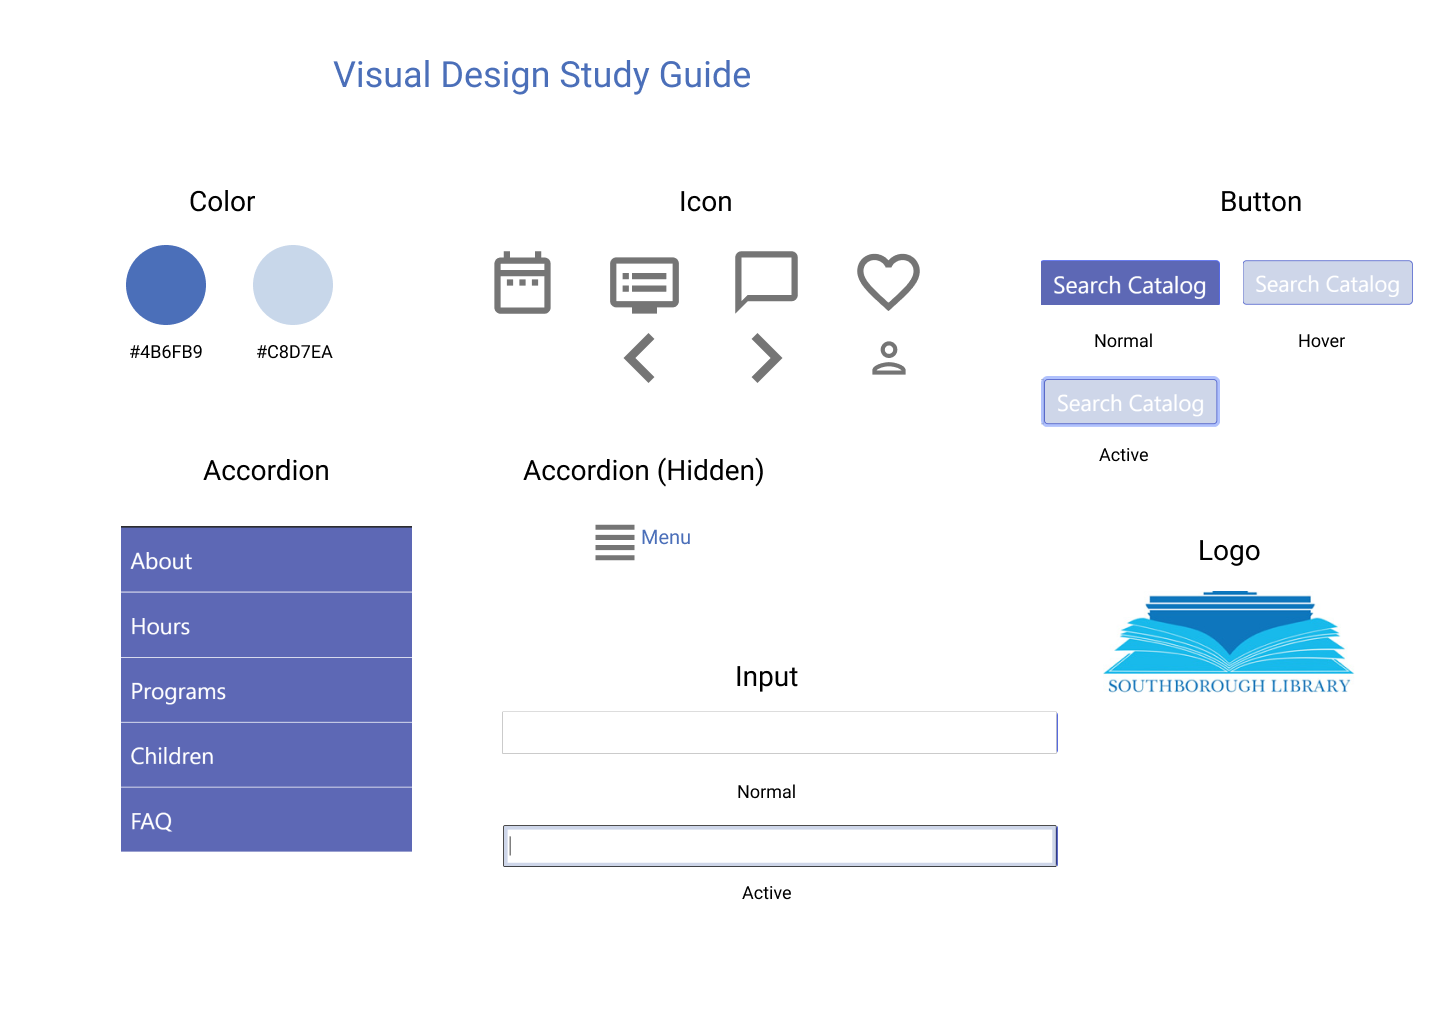 Visual Design Study Guide
Color
Icon
Button
#4B6FB9
#C8D7EA
Search Catalog
Search Catalog
Normal
Hover
Search Catalog
Active
Accordion
Accordion (Hidden)
About
Hours
Programs
Children
FAQ
Menu
Logo
SOUTHBOROUGH LIBRARY
Input
Normal
Active